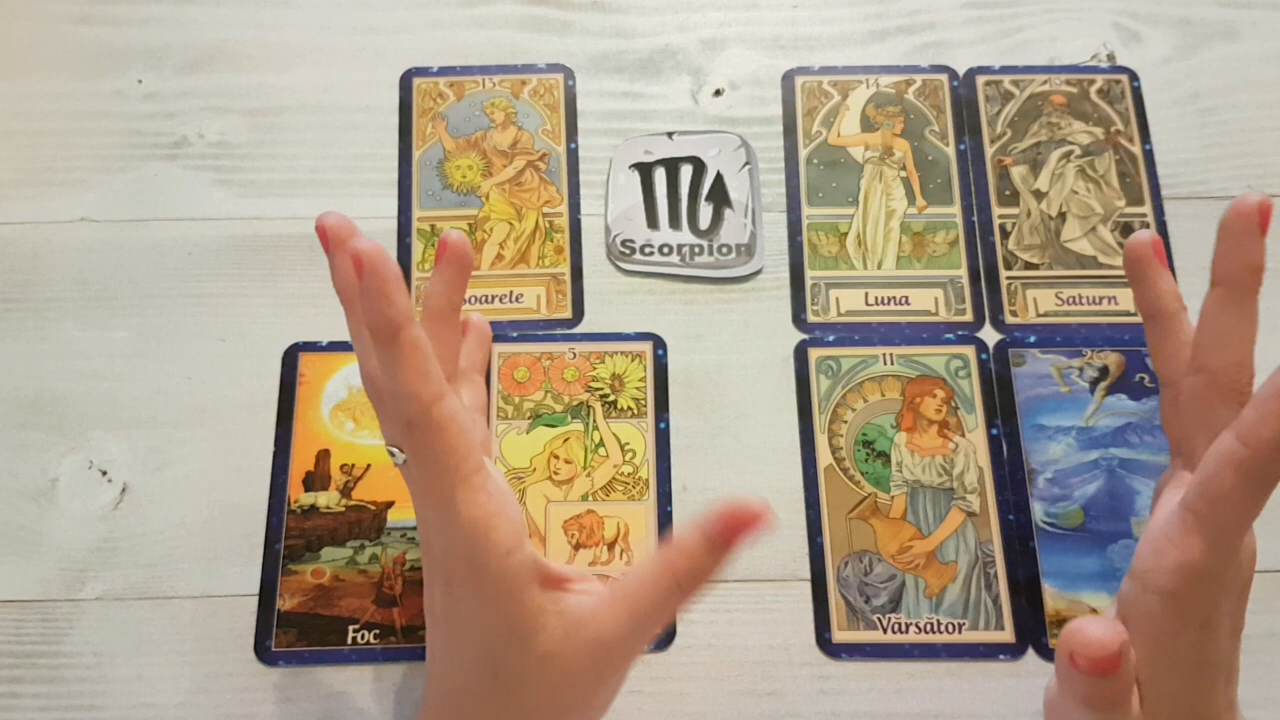 13
Soarele
Scorpion
14
Luna
Saturn
Foc
5
11
Vărsător